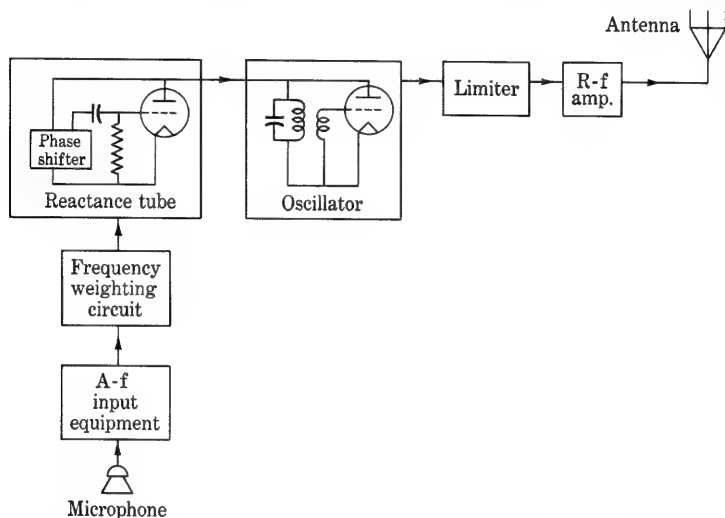 Antenna
Limiter
R-f
amp.
Phase
shifter
Reactance tube
Oscillator
Frequency
weighting
circuit
A-f
input
equipment
Microphone